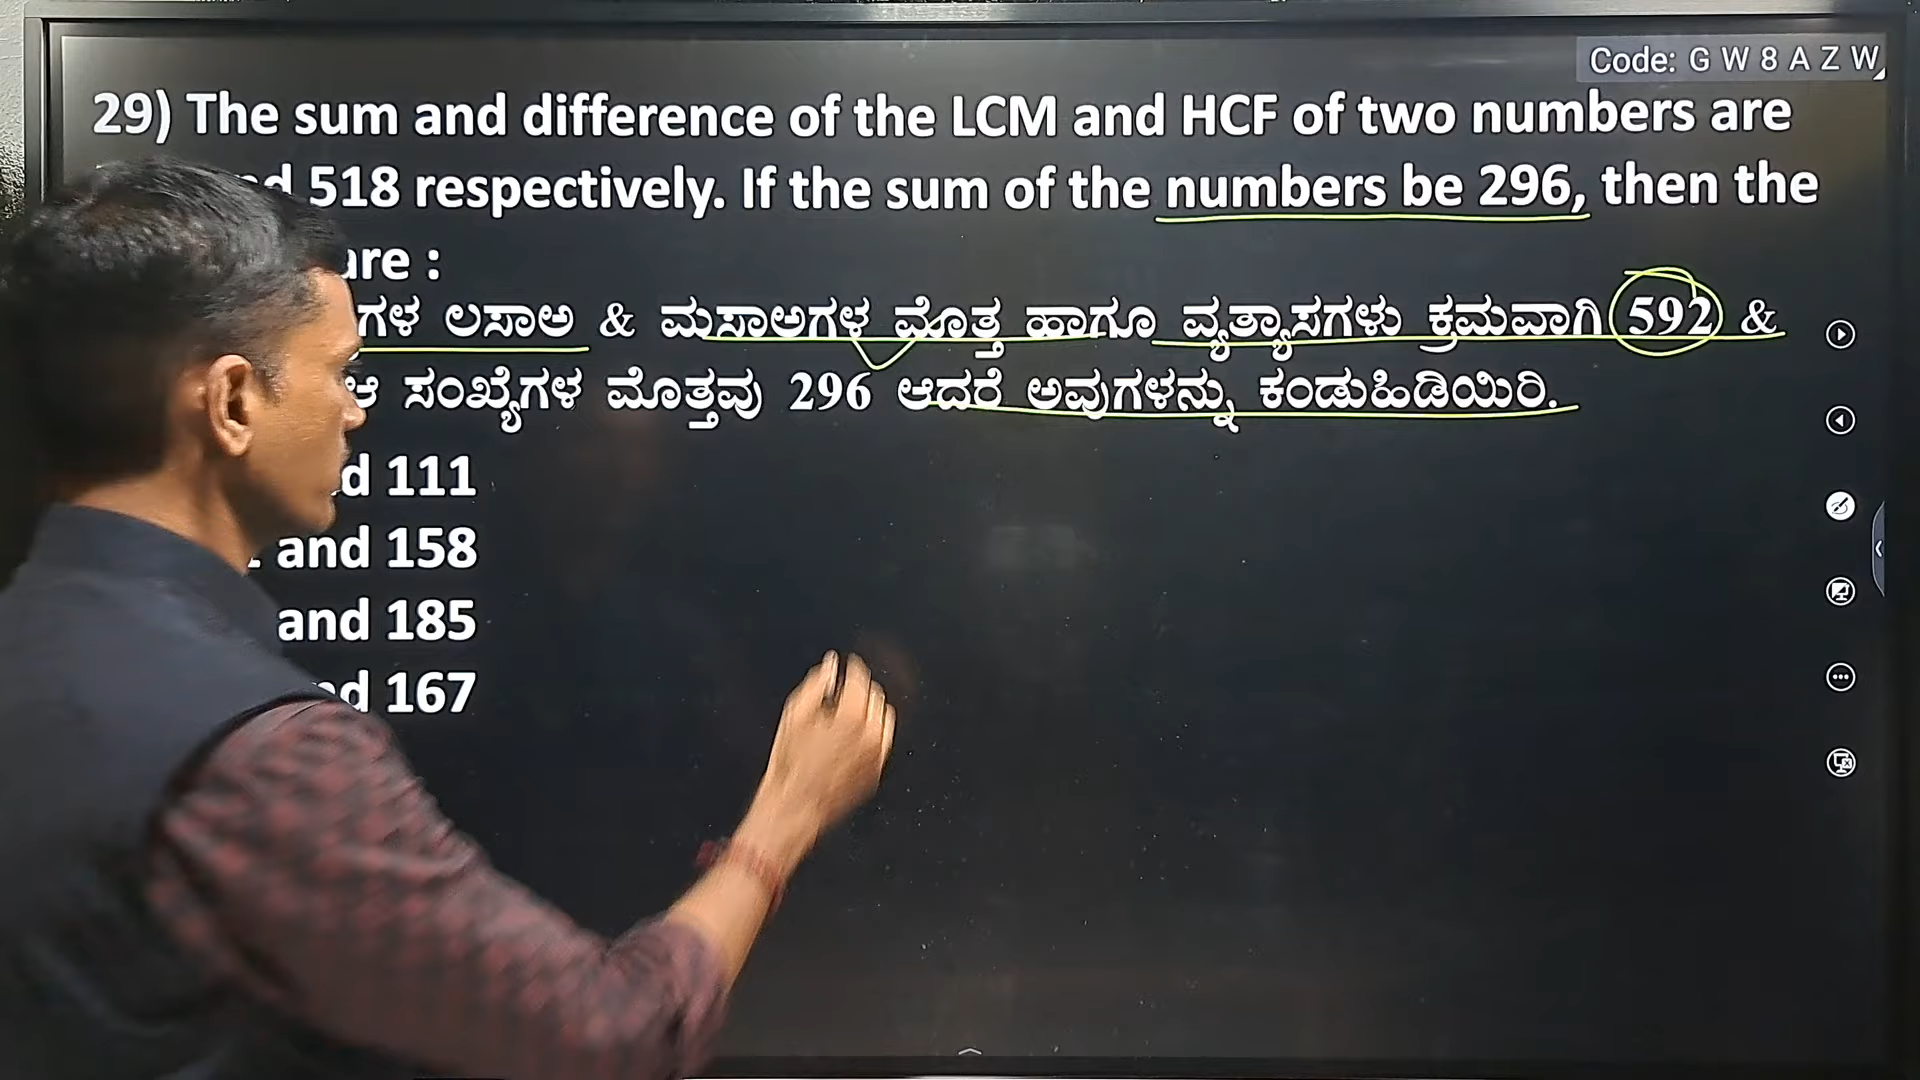 Code: G W 8 A Z W
29) The sum and difference of the LCM and HCF of two numbers are
518 respectively. If the sum of the numbers be 296, then the
are :
ಲಸಾಅ & ಮಸಾಅಗಳ ಮೊತ್ತ ಹಾಗೂ ವ್ಯತ್ಯಾಸಗಳು ಕ್ರಮವಾಗಿ 592 &
ಆ ಸಂಖ್ಯೆಗಳ ಮೊತ್ತವು 296 ಆದರೆ ಅವುಗಳನ್ನು ಕಂಡುಹಿಡಿಯಿರಿ.
111
and 158
and 185
167